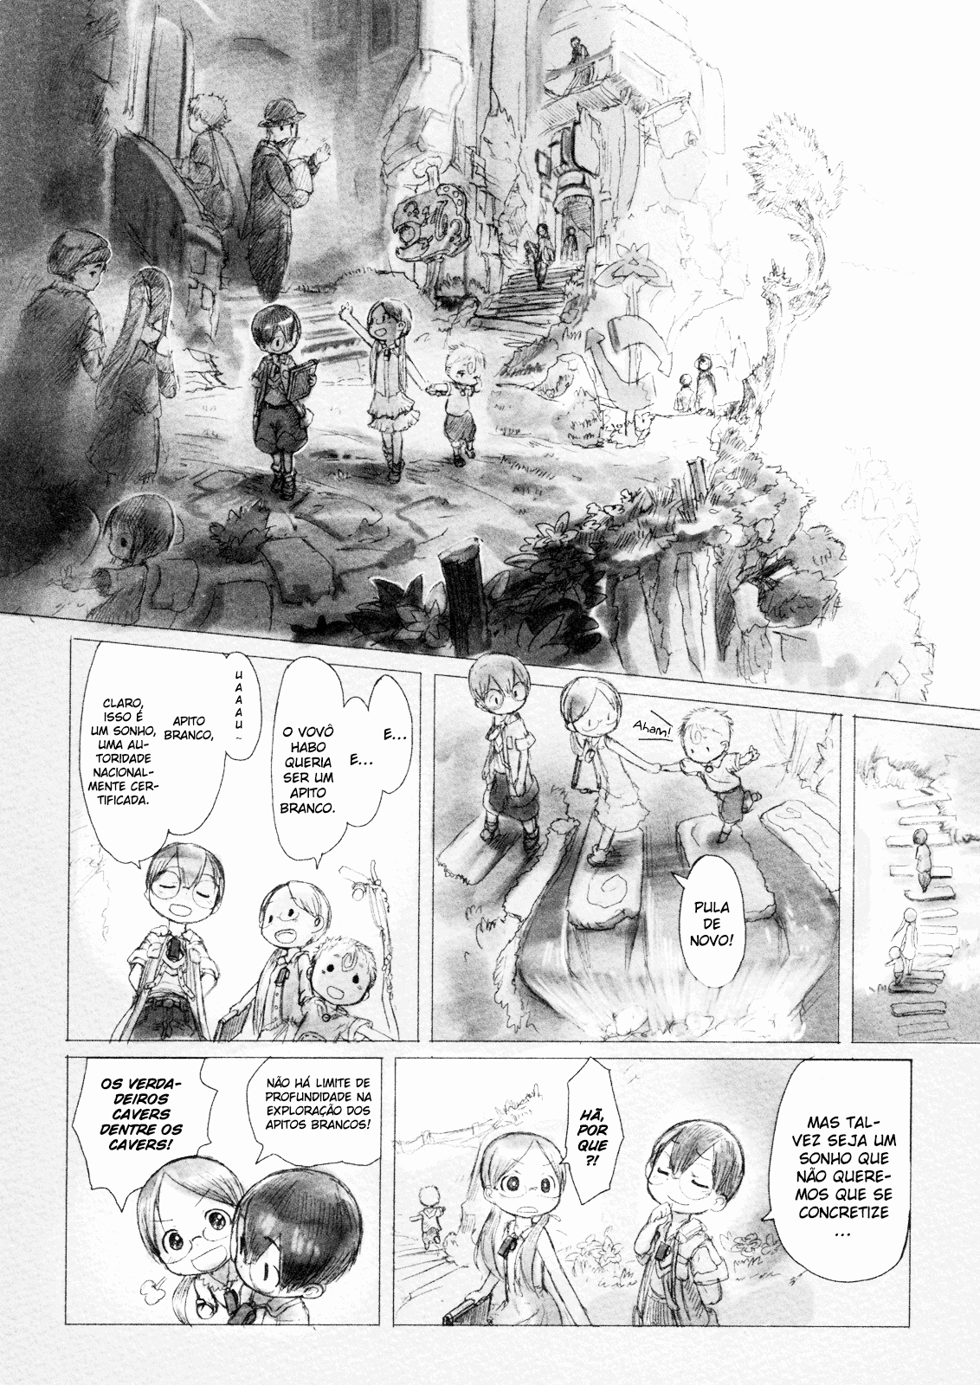 Aham!
PULA
DE
NOVO!
E...
E...
O VOVÔ
HABO
QUERIA
SER UM
APITO
BRANCO.
U
A
A
A
U
~
APITO
BRANCO,
CLARO,
ISSO É
UM SONHO,
UMA AU-
TORIDADE
NACIONAL-
MENTE CER-
TIFICADA.
MAS TAL-
VEZ SEJA UM
SONHO QUE
NÃO QUERE-
MOS QUE SE
CONCRETIZE
...
HÃ,
POR
QUE
?!
NÃO HÁ LIMITE DE
PROFUNDIDADE NA
EXPLORAÇÃO DOS
APITOS BRANCOS!
OS VERDA-
DEIROS
CAVERS
DENTRE OS
CAVERS!